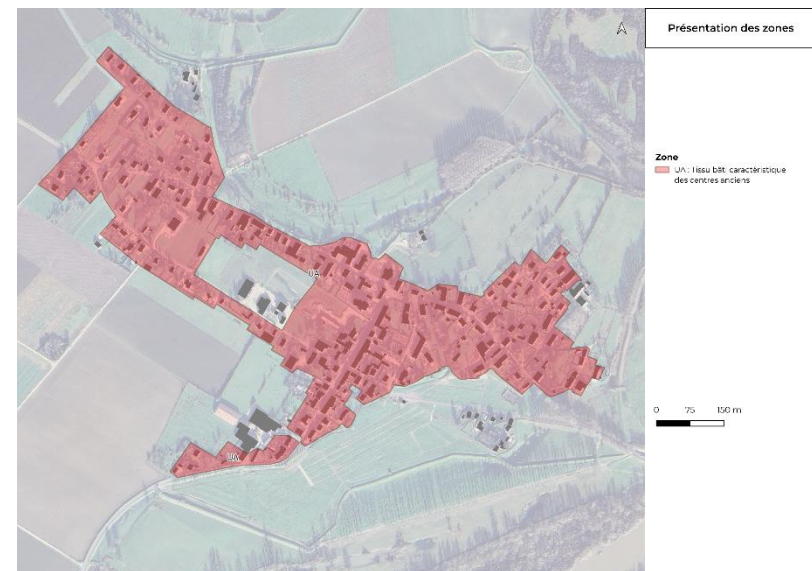 Présentation des zones
UA
Zone
UA : Tissu bâti caractéristique
des centres anciens
0 75 150 m
UA